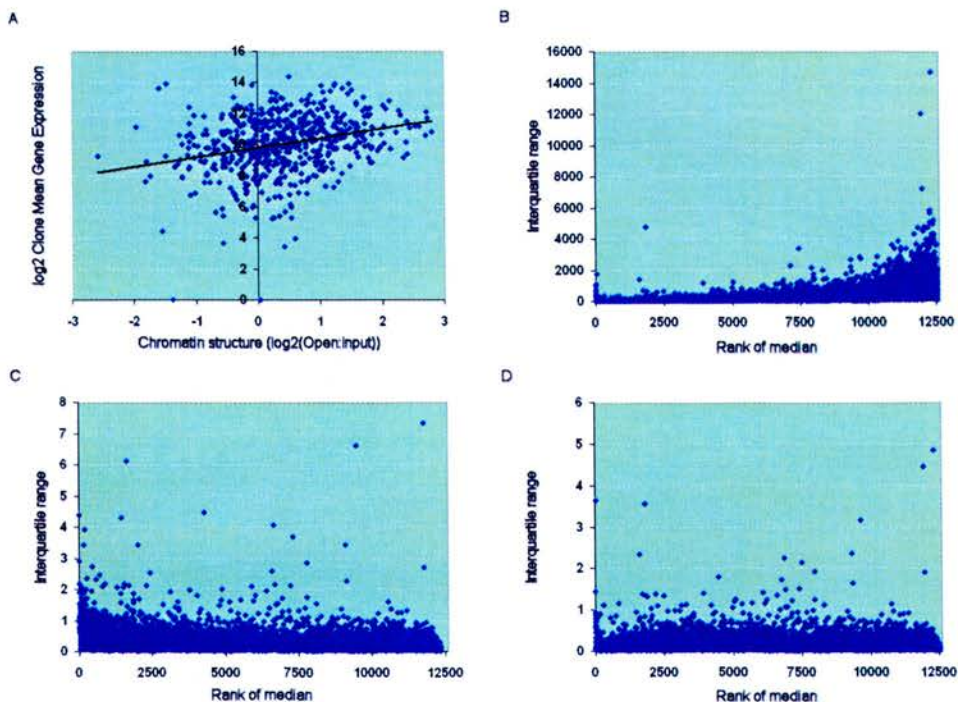 A
log2 Clone Mean Gene Expression
16
14
12
10
8
6
4
2
0
-3 -2 -1 0 1 2 3
Chromatin structure (log2(Open:Input))
B
Interquartile range
16000
14000
12000
10000
8000
6000
4000
2000
0
0 2500 5000 7500 10000 12500
Rank of median
C
Interquartile range
8
7
6
5
4
3
2
1
0
0 2500 5000 7500 10000 12500
Rank of median
D
Interquartile range
6
5
4
3
2
1
0
0 2500 5000 7500 10000 12500
Rank of median